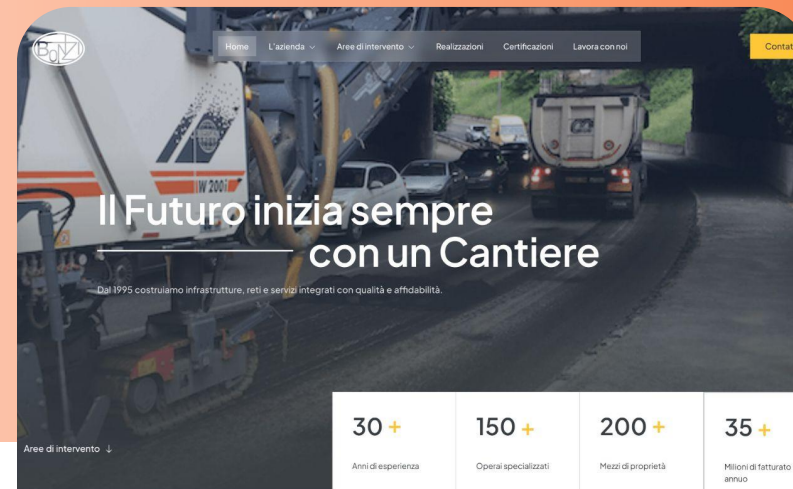 BONZI
Home
L'azienda
Aree di intervento
Realizzazioni
Certificazioni
Lavora con noi
Contat
W 200i
Il Futuro inizia sempre
con un Cantiere
Dal 1995 costruiamo infrastrutture, reti e servizi integrati con qualità e affidabilità.
Aree di intervento ↓
30 +
Anni di esperienza
150 +
Operai specializzati
200 +
Mezzi di proprietà
35 +
Milioni di fatturato
annuo